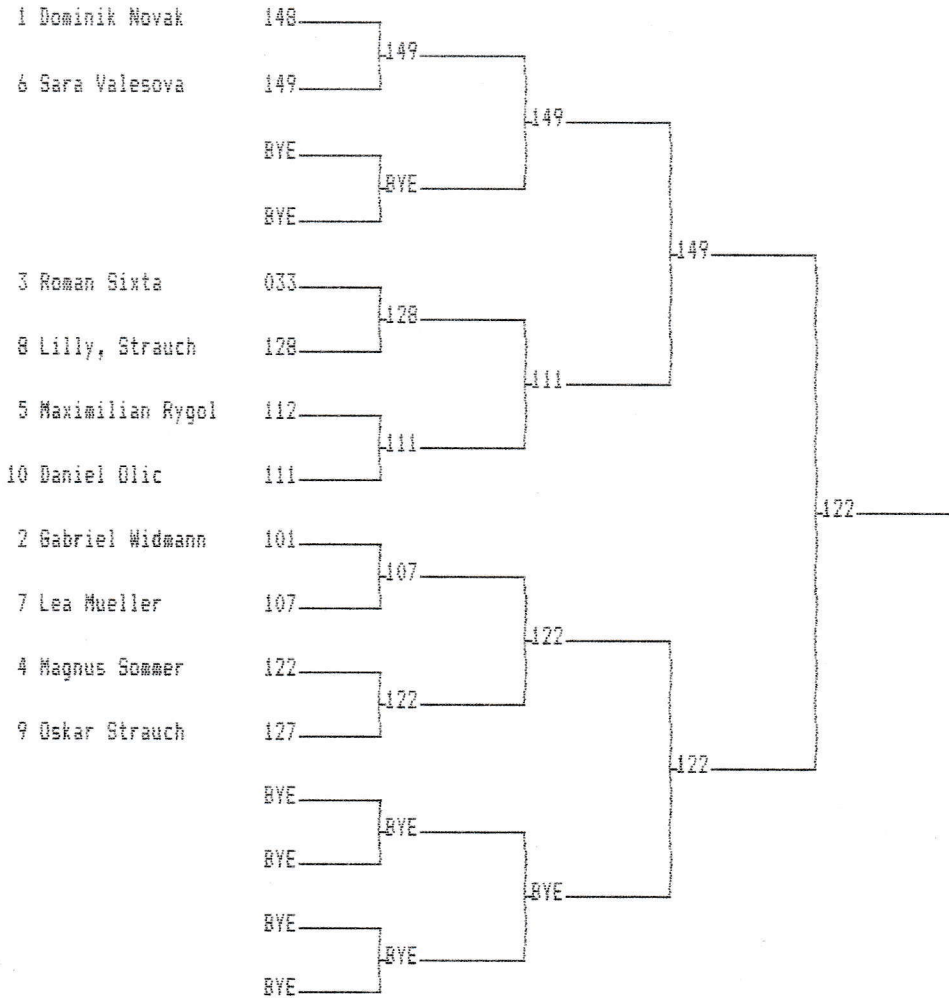 1 Dominik Novak 148
149
6 Sara Valesova 149
149
BYE
BYE
BYE
149
3 Roman Sixta 033
128
8 Lilly, Strauch 128
111
5 Maximilian Rygol 112
111
10 Daniel Olic 111
122
2 Gabriel Widmann 101
107
7 Lea Mueller 107
122
4 Magnus Sommer 122
122
9 Oskar Strauch 127
122
BYE
BYE
BYE
BYE
BYE
BYE
BYE